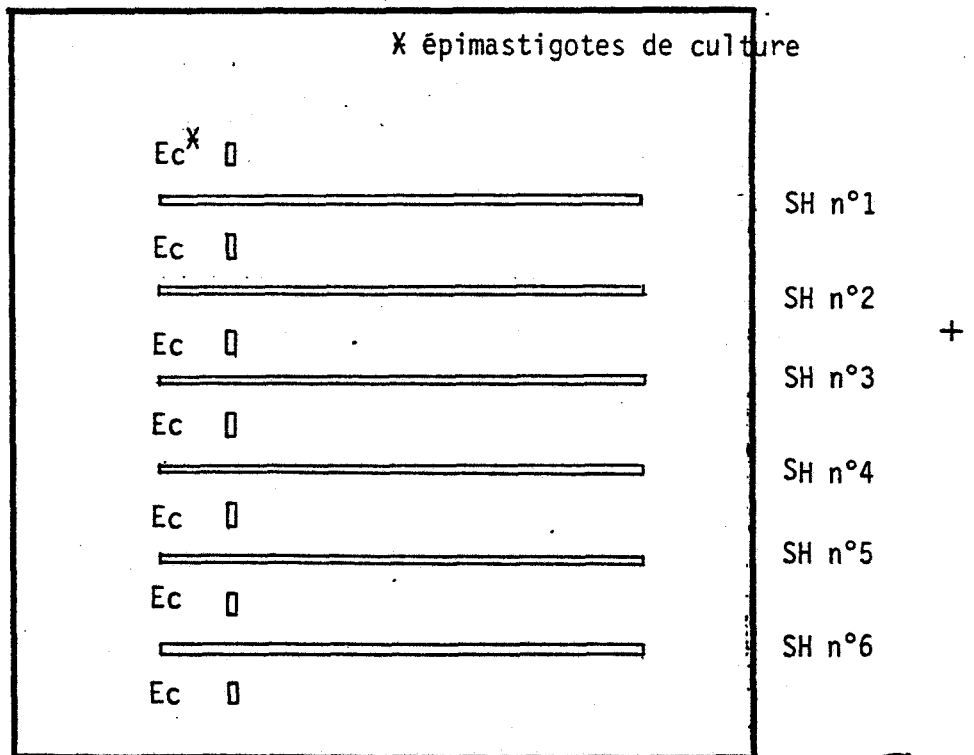 Ж épimastigotes de culture
Ec Ж
SH n°1
Ec
SH n°2
Ec
+
SH n°3
Ec
SH n°4
Ec
SH n°5
Ec
SH n°6
Ec